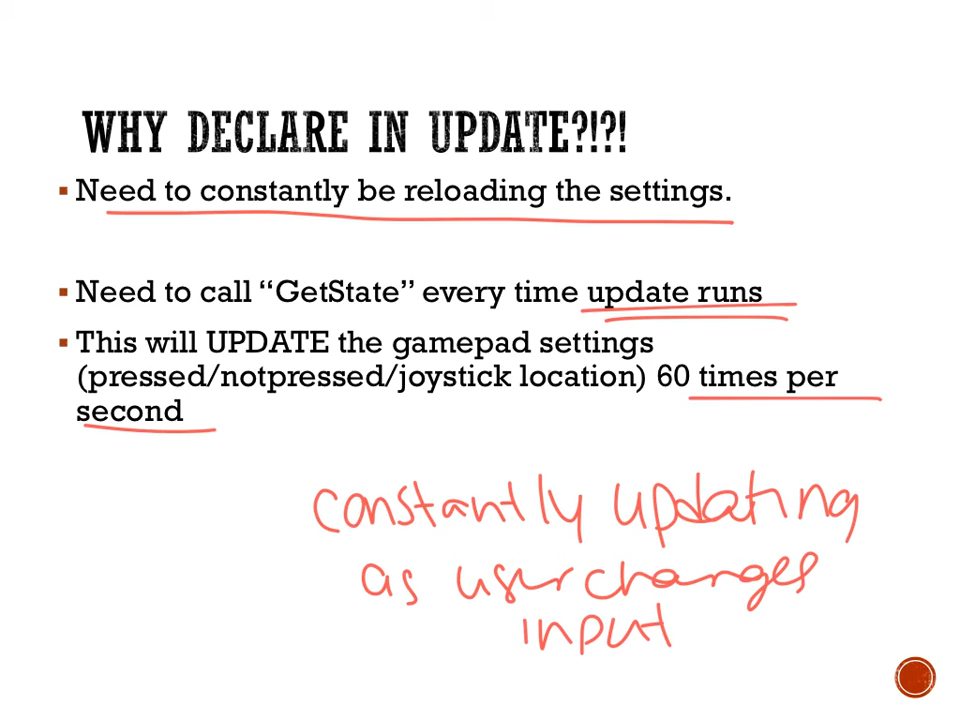 WHY DECLARE IN UPDATE?!?!
▪ Need to constantly be reloading the settings.
▪ Need to call “GetState” every time update runs
▪ This will UPDATE the gamepad settings
(pressed/notpressed/joystick location) 60 times per
second
constantly updating
as user changes
input